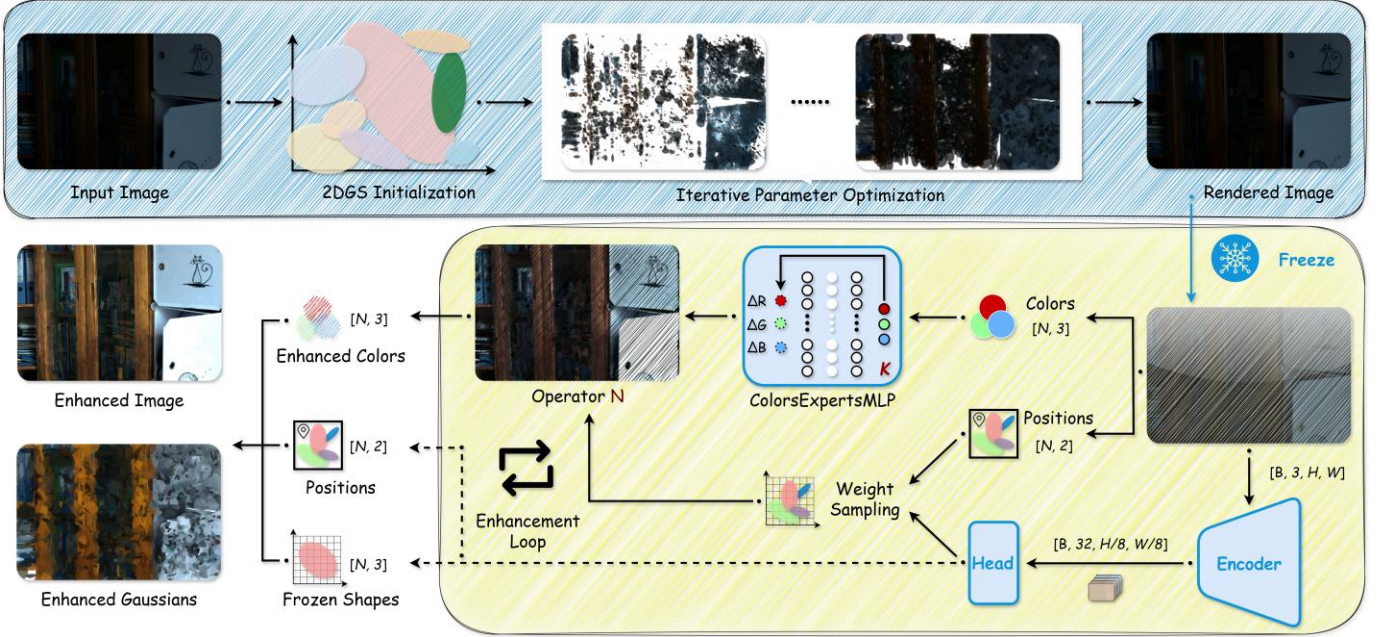 Input Image
2DGS Initialization
Iterative Parameter Optimization
Rendered Image
Freeze
Enhanced Image
Enhanced Colors
[N, 3]
Operator N
ΔR
ΔG
ΔB
K
ColorsExpertsMLP
Colors
[N, 3]
Positions
[N, 2]
[B, 3, H, W]
Positions
[N, 2]
Enhancement
Loop
Weight
Sampling
Head
[B, 32, H/8, W/8]
Encoder
Enhanced Gaussians
Frozen Shapes
[N, 3]